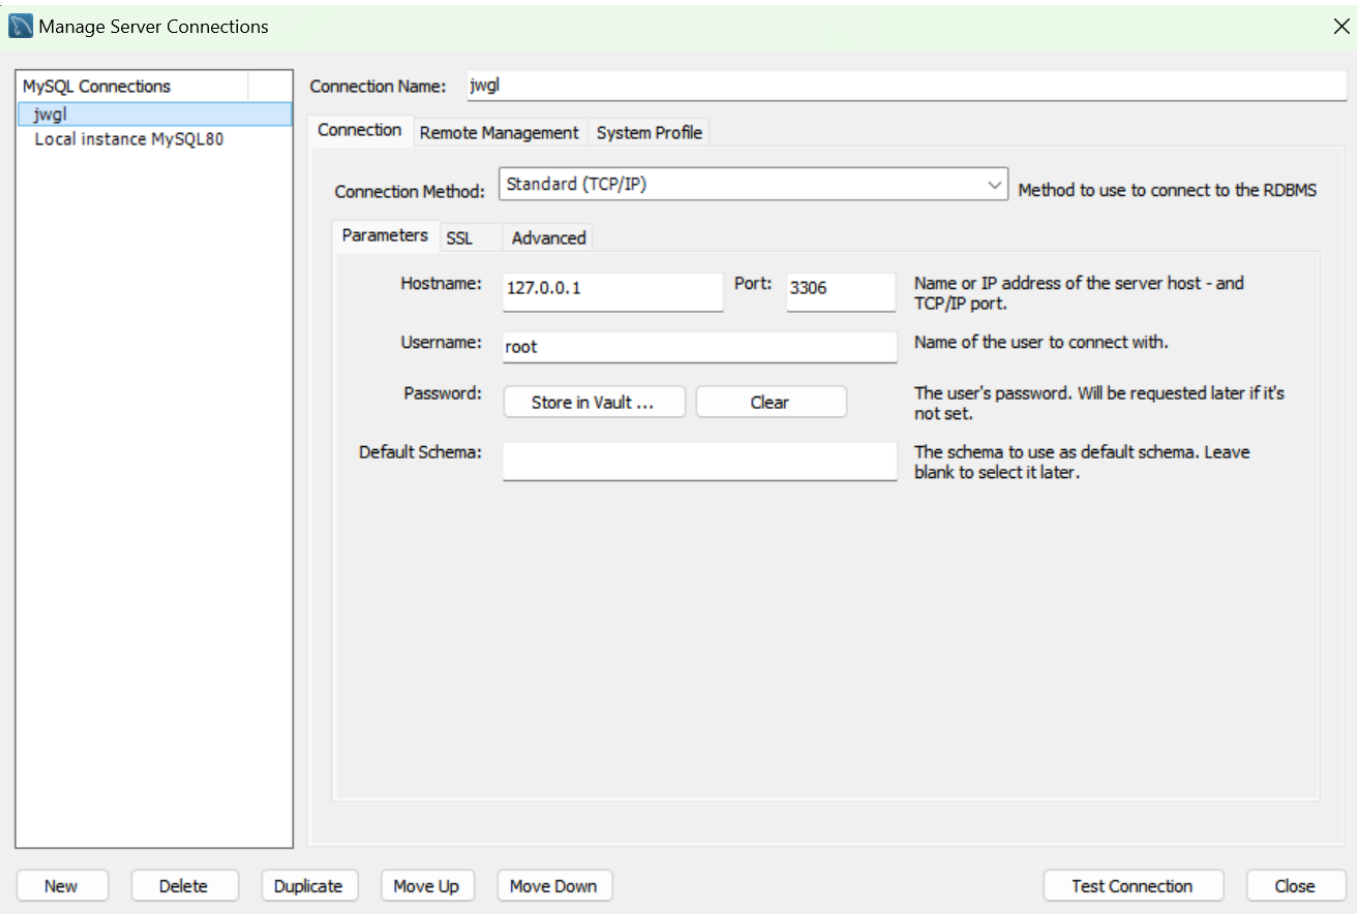 Manage Server Connections
MySQL Connections
jwgl
Local instance MySQL80
Connection Name: jwgl
Connection Remote Management System Profile
Connection Method: Standard (TCP/IP) Method to use to connect to the RDBMS
Parameters SSL Advanced
Hostname: 127.0.0.1 Port: 3306 Name or IP address of the server host - and
TCP/IP port.
Username: root Name of the user to connect with.
Password: Store in Vault ... Clear The user's password. Will be requested later if it's
not set.
Default Schema: The schema to use as default schema. Leave
blank to select it later.
New Delete Duplicate Move Up Move Down Test Connection Close